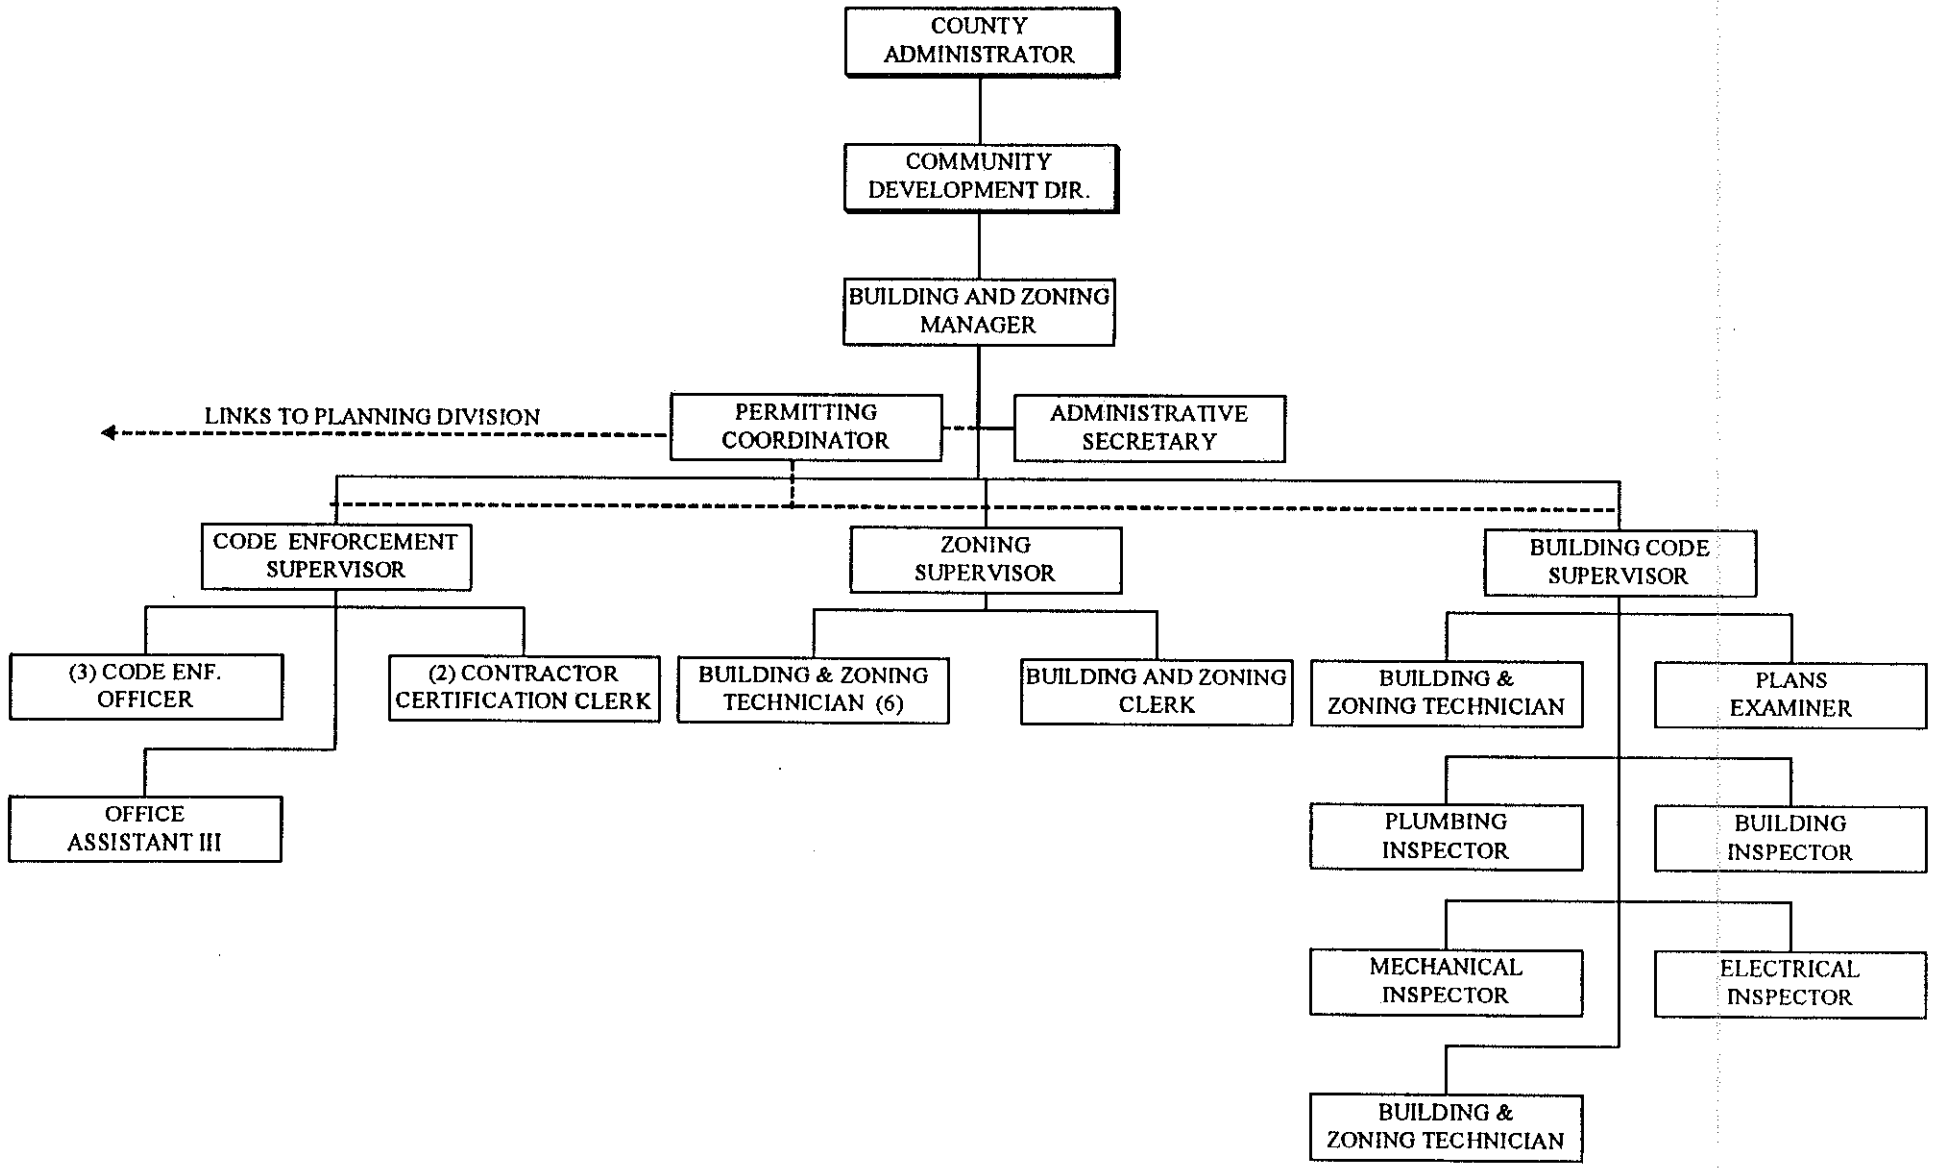 COUNTY
ADMINISTRATOR
COMMUNITY
DEVELOPMENT DIR.
BUILDING AND ZONING
MANAGER
LINKS TO PLANNING DIVISION
PERMITTING
COORDINATOR
ADMINISTRATIVE
SECRETARY
CODE ENFORCEMENT
SUPERVISOR
ZONING
SUPERVISOR
BUILDING CODE
SUPERVISOR
(3) CODE ENF.
OFFICER
(2) CONTRACTOR
CERTIFICATION CLERK
BUILDING & ZONING
TECHNICIAN (6)
BUILDING AND ZONING
CLERK
BUILDING &
ZONING TECHNICIAN
PLANS
EXAMINER
OFFICE
ASSISTANT III
PLUMBING
INSPECTOR
BUILDING
INSPECTOR
MECHANICAL
INSPECTOR
ELECTRICAL
INSPECTOR
BUILDING &
ZONING TECHNICIAN